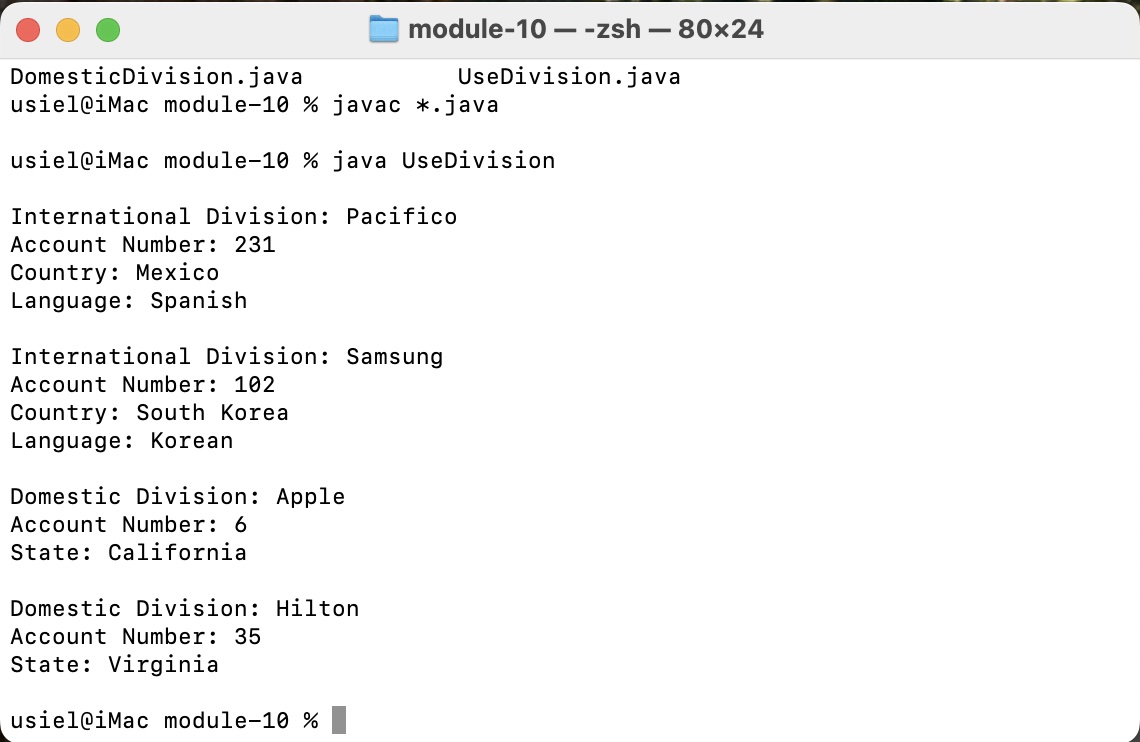 module-10 — -zsh — 80×24
DomesticDivision.java           UseDivision.java
usiel@iMac module-10 % javac *.java
usiel@iMac module-10 % java UseDivision
International Division: Pacifico
Account Number: 231
Country: Mexico
Language: Spanish
International Division: Samsung
Account Number: 102
Country: South Korea
Language: Korean
Domestic Division: Apple
Account Number: 6
State: California
Domestic Division: Hilton
Account Number: 35
State: Virginia
usiel@iMac module-10 %